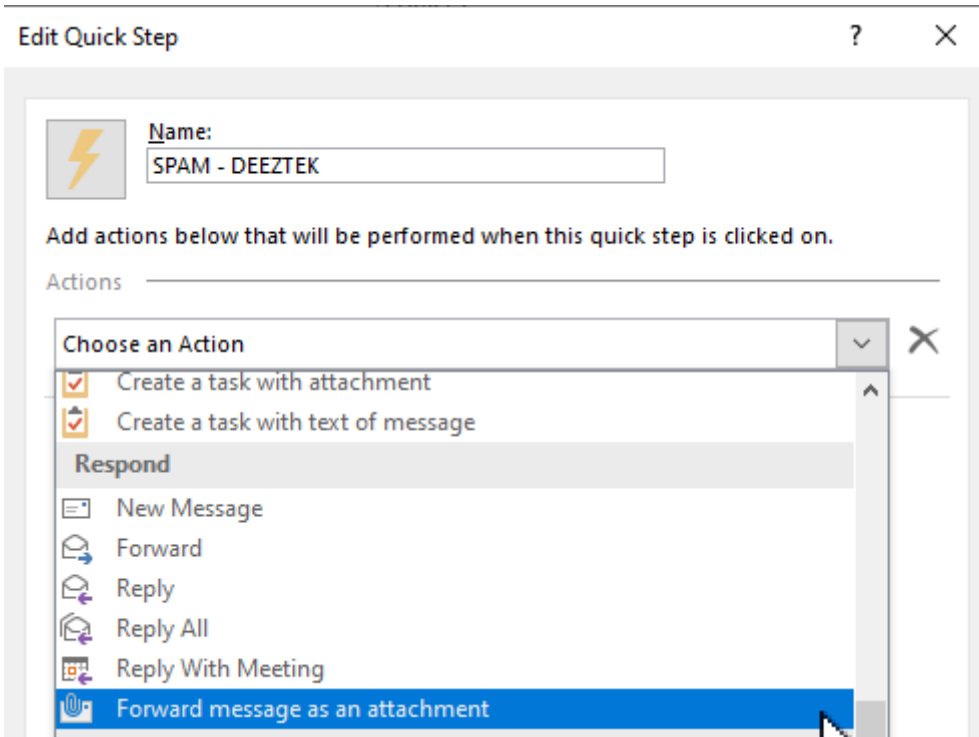 Edit Quick Step ?
Name:
SPAM - DEEZTEK
Add actions below that will be performed when this quick step is clicked on.
Actions
Choose an Action
Create a task with attachment
Create a task with text of message
Respond
New Message
Forward
Reply
Reply All
Reply With Meeting
Forward message as an attachment